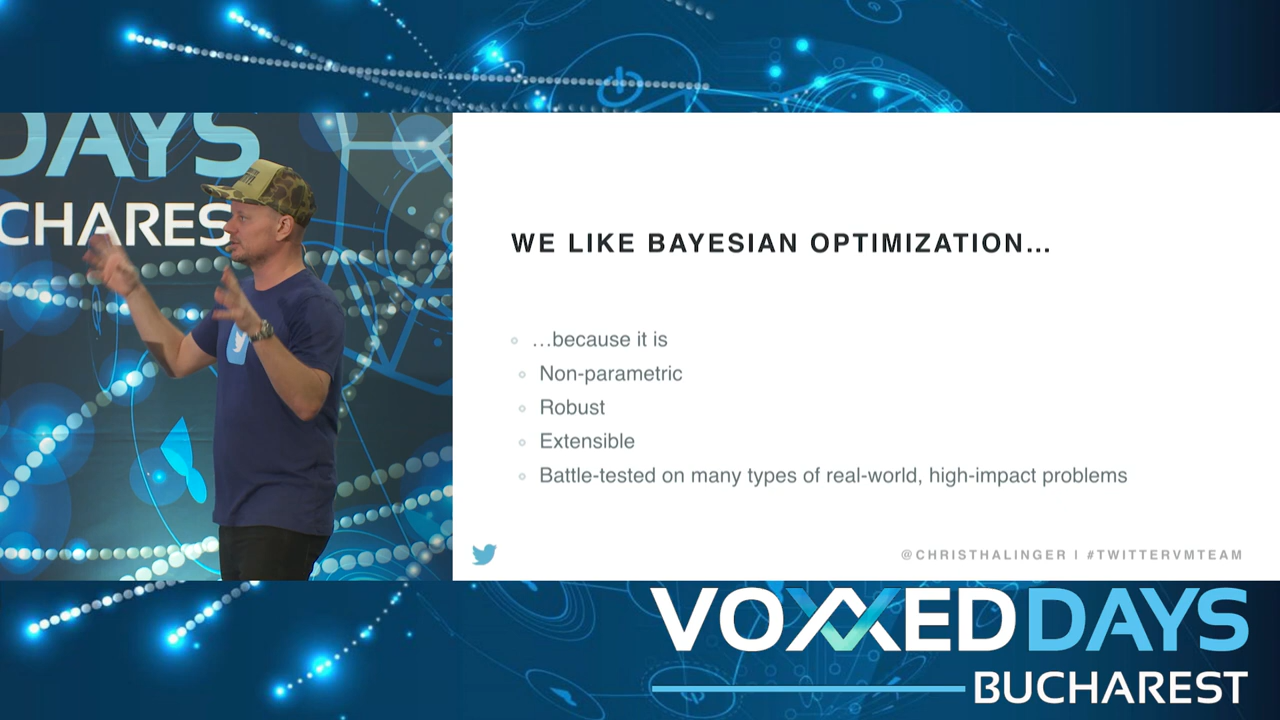 DAYS
CHARES
WE LIKE BAYESIAN OPTIMIZATION...
...because it is
Non-parametric
Robust
Extensible
Battle-tested on many types of real-world, high-impact problems
@CHRISTHALINGER | #TWITTERVMTEAM
VOXXED DAYS
BUCHAREST